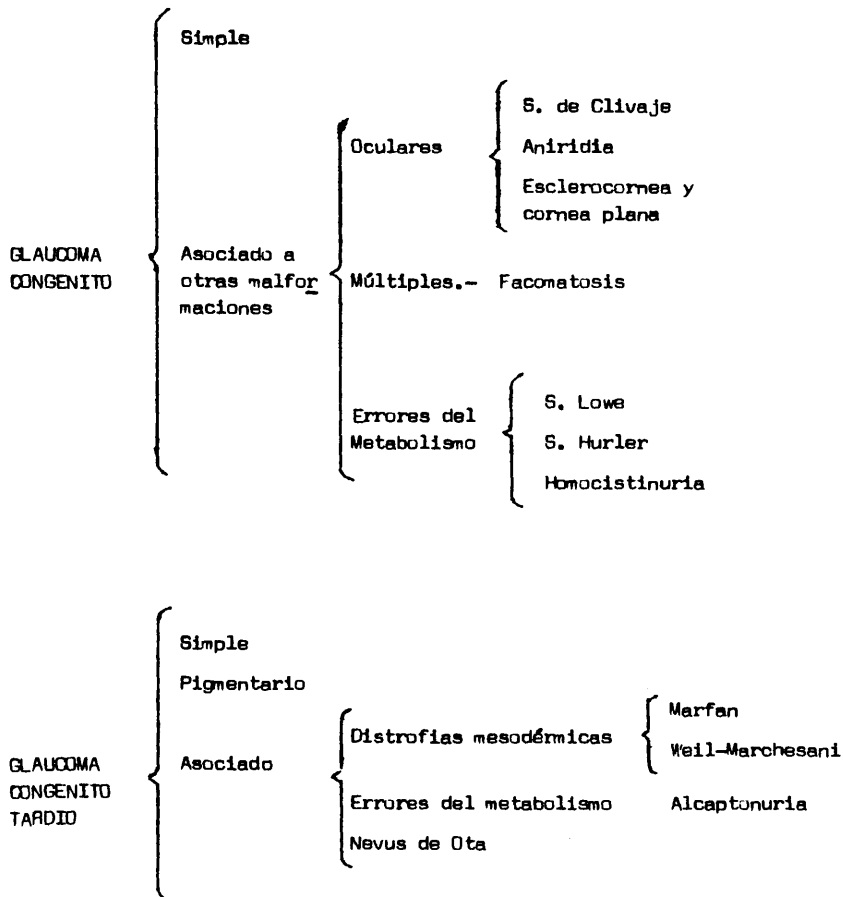 Simple
GLAUCOMA
CONGENITO
Asociado a
otras malfor
maciones
Oculares
S. de Clivaje
Aniridia
Esclerocornea y
cornea plana
Múltiples.- Facomatosis
Errores del
Metabolismo
S. Lowe
S. Hurler
Homocistinuria
GLAUCOMA
CONGENITO
TARDIO
Simple
Pigmentario
Asociado
Distrofias mesodérmicas
Marfan
Weil-Marchesani
Errores del metabolismo Alcaptonuria
Nevus de Ota